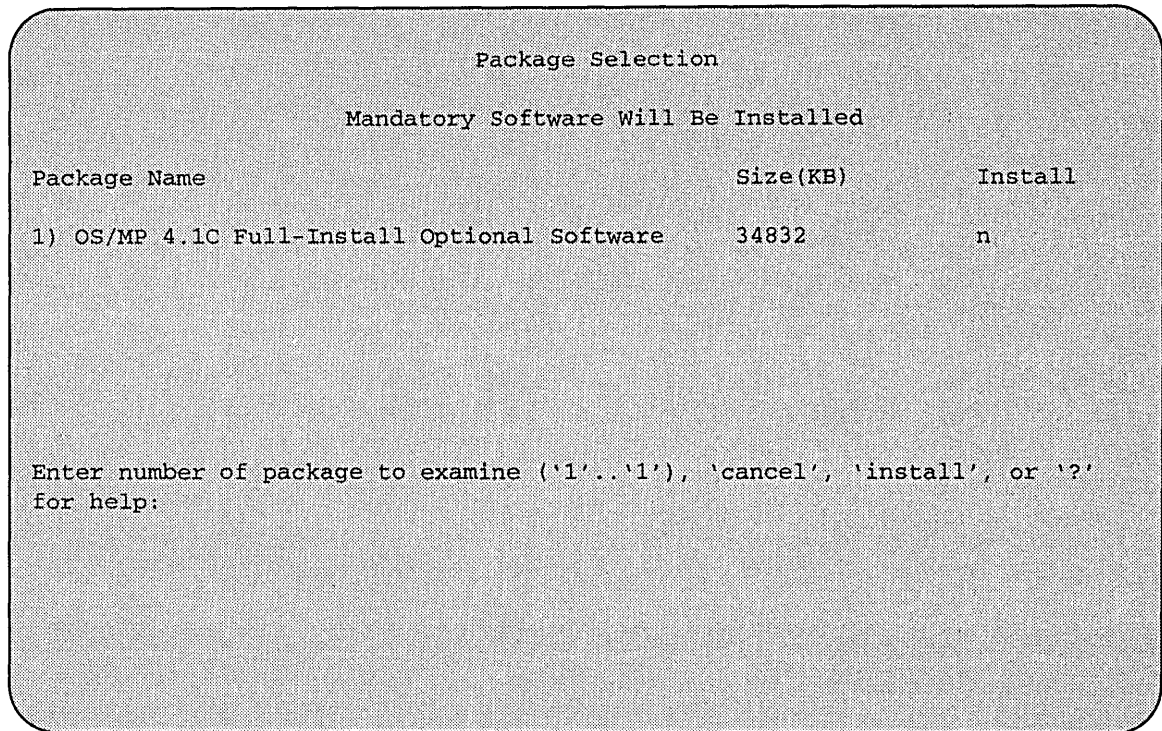 Package Selection
Mandatory Software Will Be Installed
Package Name Size(KB) Install
1) OS/MP 4.1C Full-Install Optional Software 34832 n
Enter number of package to examine (‘1’..‘1’), ‘cancel’, ‘install’, or ‘?’
for help: